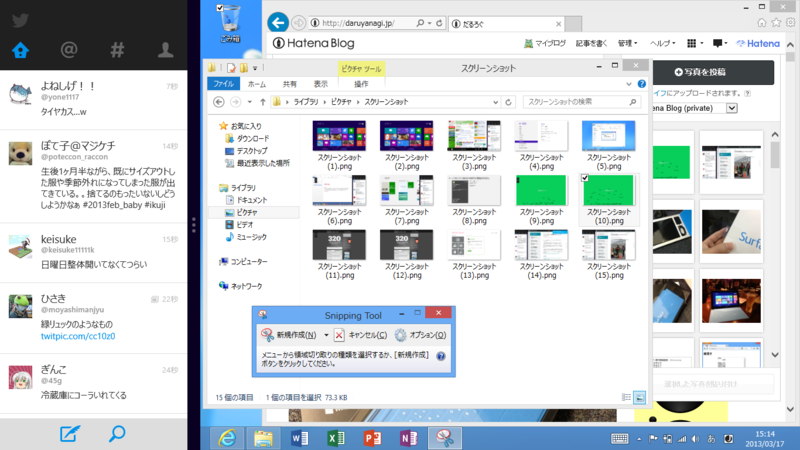 よねしげ！！
7秒
@yone1117
タイヤカス...w
ぽて子@マジケチ
14秒
@poteccon_raccon
生後1ヶ月半ながら、既にサイズアウトし
た服や季節外れになってしまった服が出
てきている。。捨てるのもったいないしどう
しようかなぁ #2013feb_baby #ikuji
keisuke
15秒
@keisuke11111k
日曜日整体開いてなくてつらい
ひさき
22秒
@moyashimanjyu
緑リュックのようなもの
twitpic.com/cc10z0
ぎんこ
24秒
@45g
冷蔵庫にコーラいれてる
ごみ箱
http://daruyanagi.jp/
だるろぐ
Hatena Blog
マイブログ
記事を書く
管理
ヘルプ
Hatena
写真を投稿
イフにアップロードされます。
ena Blog (private)
ピクチャ ツール
スクリーンショット
ファイル
ホーム
共有
表示
操作
ライブラリ
ピクチャ
スクリーンショット
スクリーンショットの検索
お気に入り
ダウンロード
デスクトップ
最近表示した場所
ライブラリ
ドキュメント
ピクチャ
ビデオ
ミュージック
コンピューター
ネットワーク
スクリーンショット
(1).png
スクリーンショット
(2).png
スクリーンショット
(3).png
スクリーンショット
(4).png
スクリーンショット
(5).png
スクリーンショット
(6).png
スクリーンショット
(7).png
スクリーンショット
(8).png
スクリーンショット
(9).png
スクリーンショット
(10).png
スクリーンショット
(11).png
スクリーンショット
(12).png
スクリーンショット
(13).png
スクリーンショット
(14).png
スクリーンショット
(15).png
Snipping Tool
新規作成(N)
キャンセル(C)
オプション(O)
メニューから領域切り取りの種類を選択するか、[新規作成]
ボタンをクリックしてください。
15 個の項目
1 個の項目を選択 73.3 KB
選択した写真を貼り付け
15:14
2013/03/17